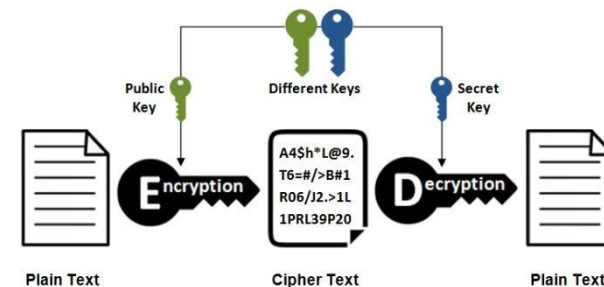 Public
Key
Different Keys
Secret
Key
Encryption
A4$h*L@9.
T6=#/>B#1
R06/J2.>1L
1PRL39P20
Decryption
Plain Text
Cipher Text
Plain Text